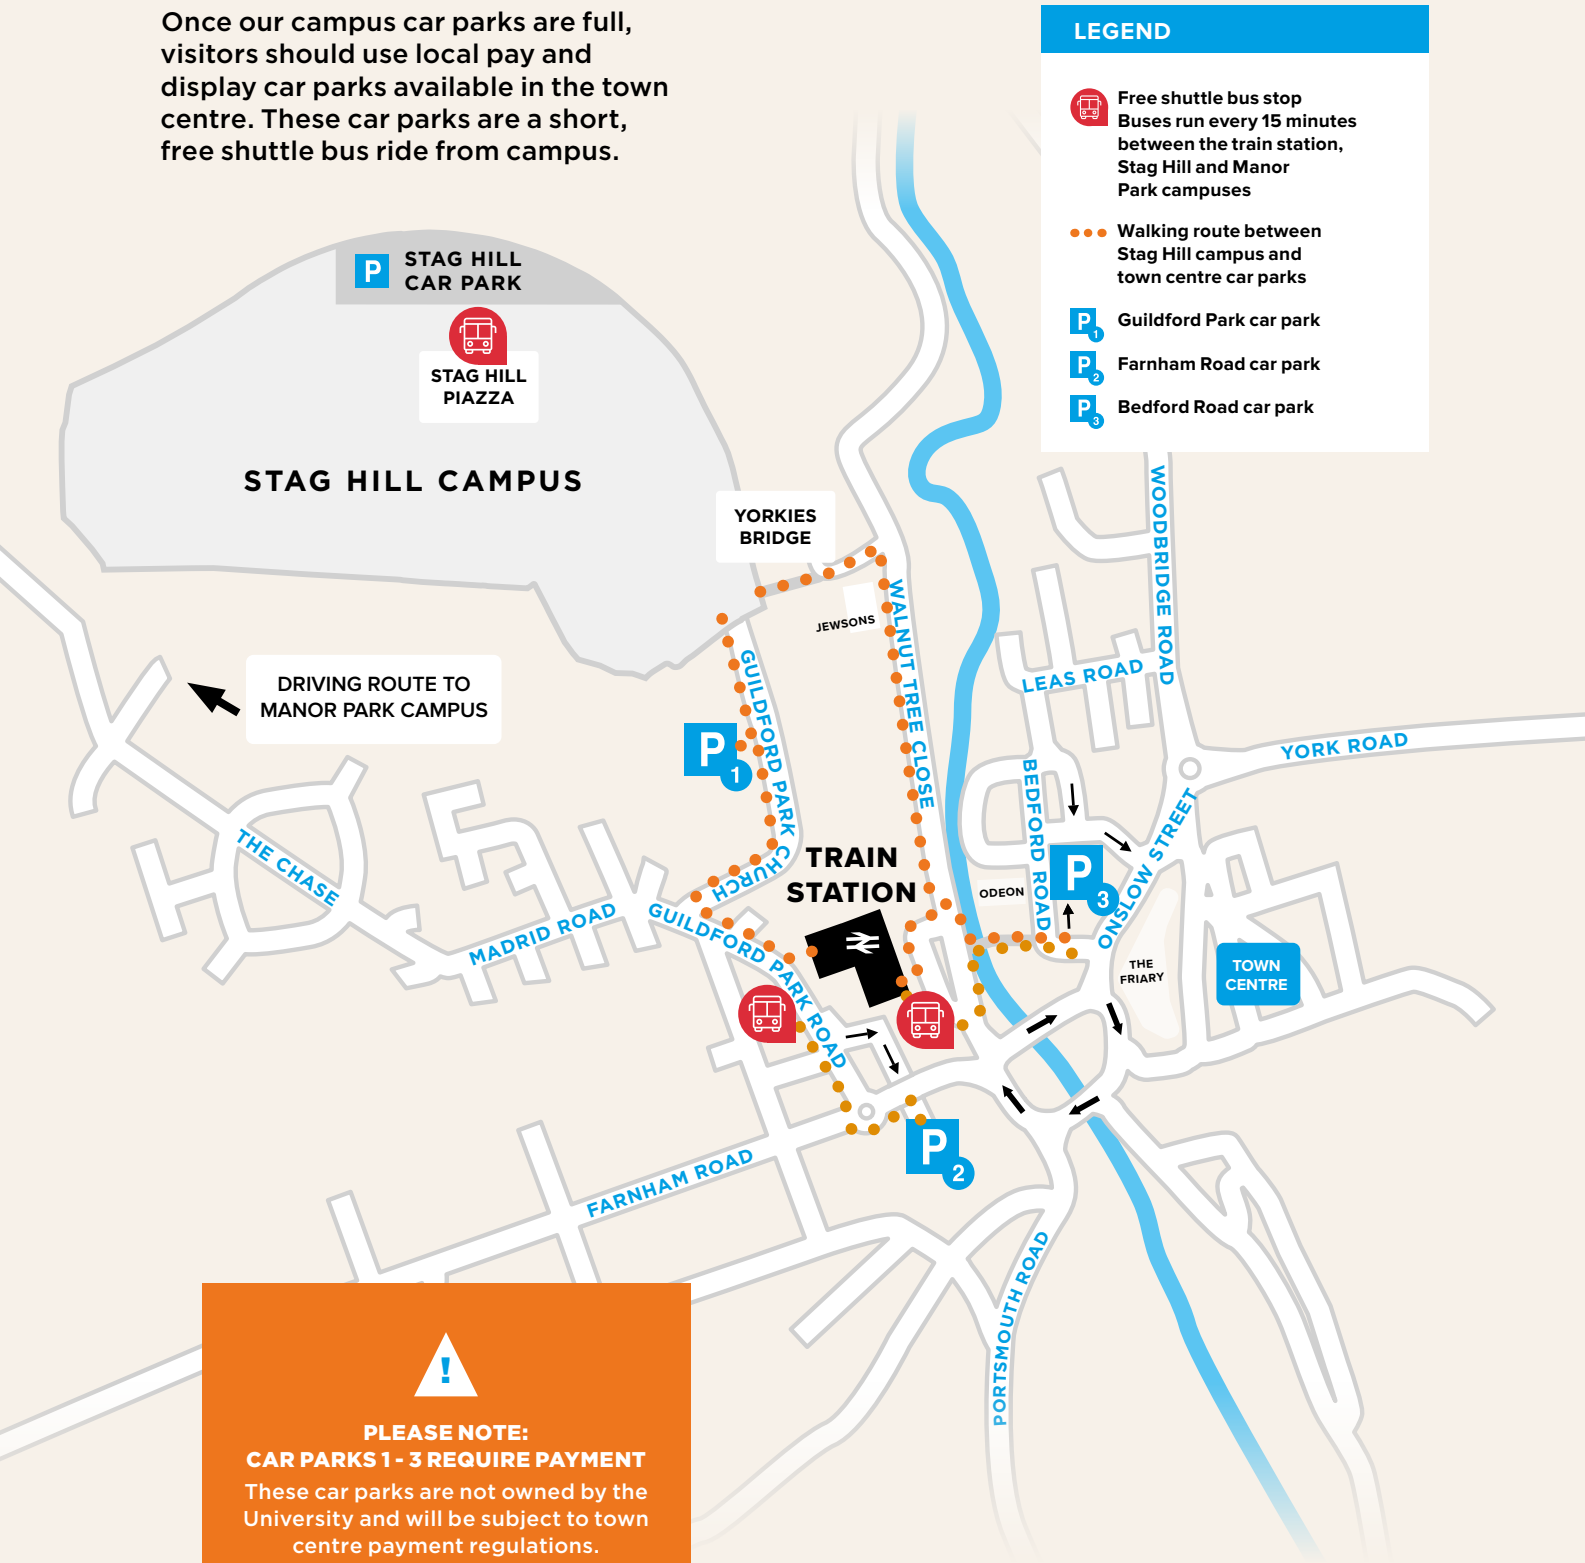 Once our campus car parks are full,
visitors should use local pay and
display car parks available in the town
centre. These car parks are a short,
free shuttle bus ride from campus.
LEGEND
Free shuttle bus stop
Buses run every 15 minutes
between the train station,
Stag Hill and Manor
Park campuses
Walking route between
Stag Hill campus and
town centre car parks
P1 Guildford Park car park
P2 Farnham Road car park
P3 Bedford Road car park
P
STAG HILL
CAR PARK
STAG HILL
PIAZZA
STAG HILL CAMPUS
YORKIES
BRIDGE
JEWSONS
WALNUT TREE CLOSE
WOODBRIDGE ROAD
LEAS ROAD
YORK ROAD
GUILDFORD PARK
CHURCH
DRIVING ROUTE TO
MANOR PARK CAMPUS
P
1
BEDFORD ROAD
ONSLOW STREET
THE CHASE
TRAIN
STATION
ODEON
P
3
MADRID ROAD
GUILDFORD PARK ROAD
THE
FRIARY
TOWN
CENTRE
P
2
FARNHAM ROAD
PORTSMOUTH ROAD
!
PLEASE NOTE:
CAR PARKS 1 - 3 REQUIRE PAYMENT
These car parks are not owned by the
University and will be subject to town
centre payment regulations.